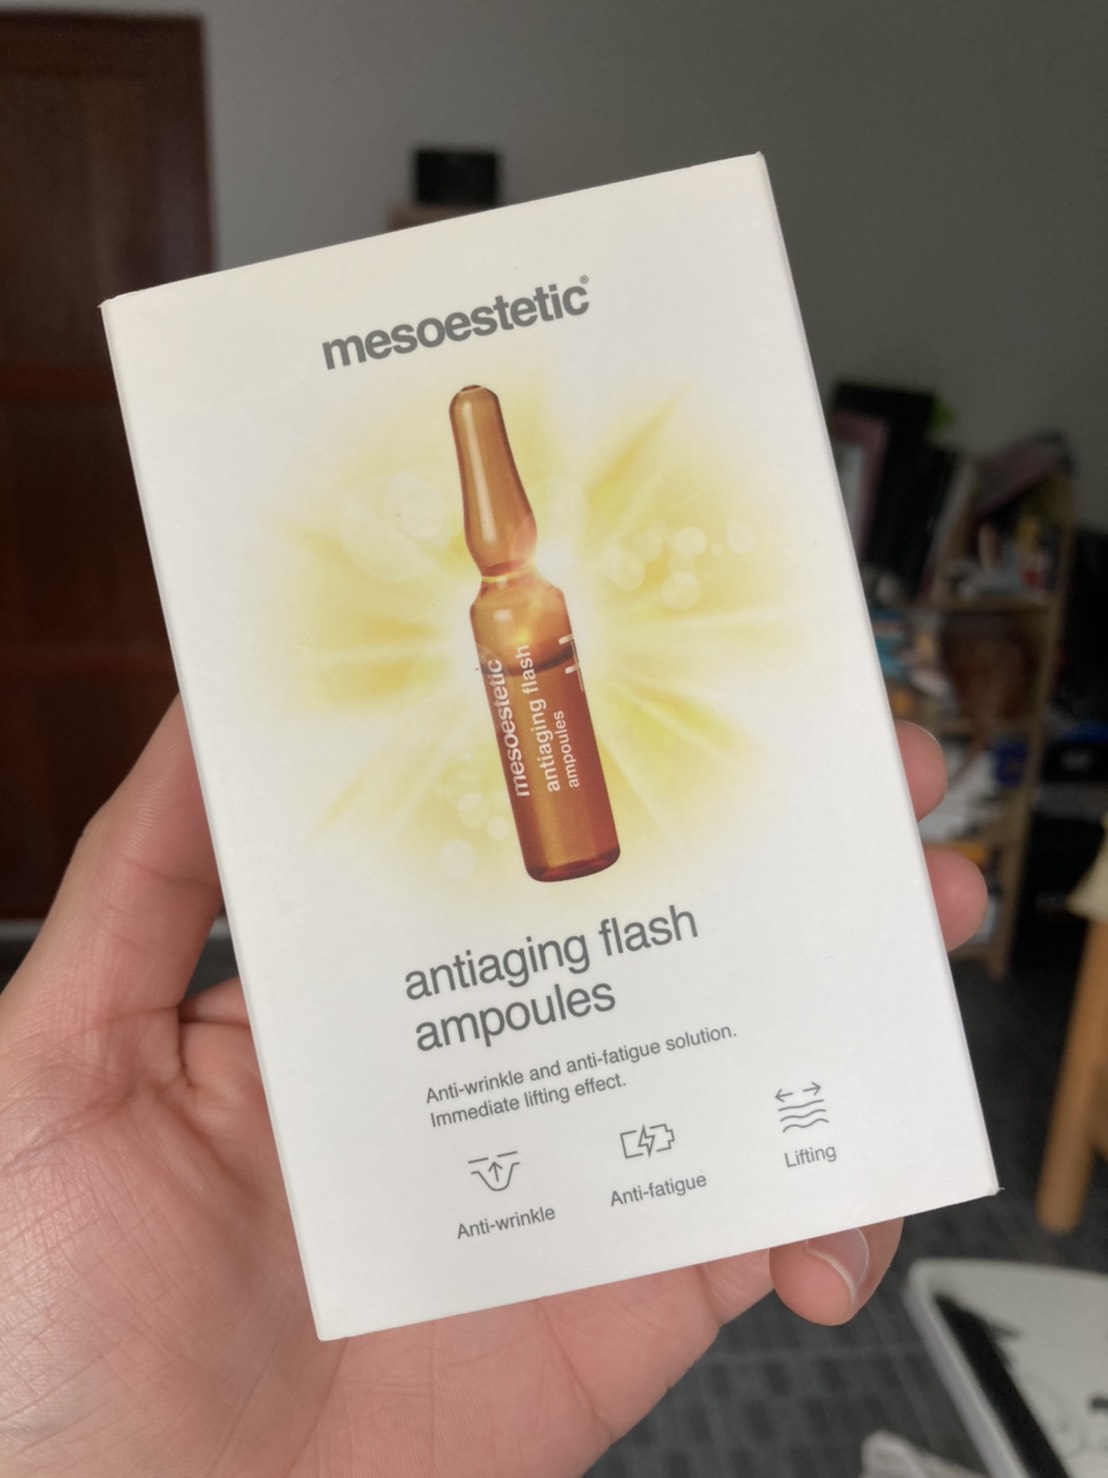 mesoestetic®
mesoestetic
antiaging flash
ampoules
antiaging flash
ampoules
Anti-wrinkle and anti-fatigue solution.
Immediate lifting effect.
Anti-wrinkle
Anti-fatigue
Lifting